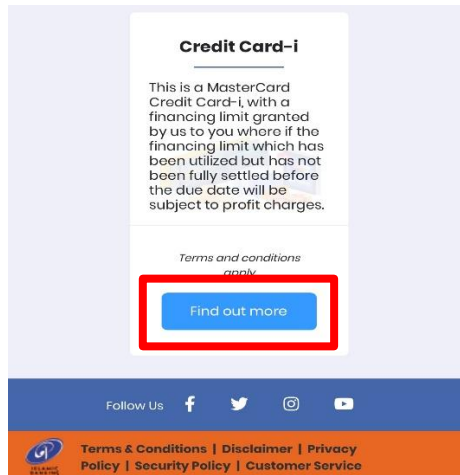 Credit Card-i
This is a MasterCard
Credit Card-i, with a
financing limit granted
by us to you where if the
financing limit which has
been utilized but has not
been fully settled before
the due date will be
subject to profit charges.
Terms and conditions
apply
Find out more
Follow Us
Terms & Conditions | Disclaimer | Privacy
Policy | Security Policy | Customer Service
ISLAMIC
BANKING